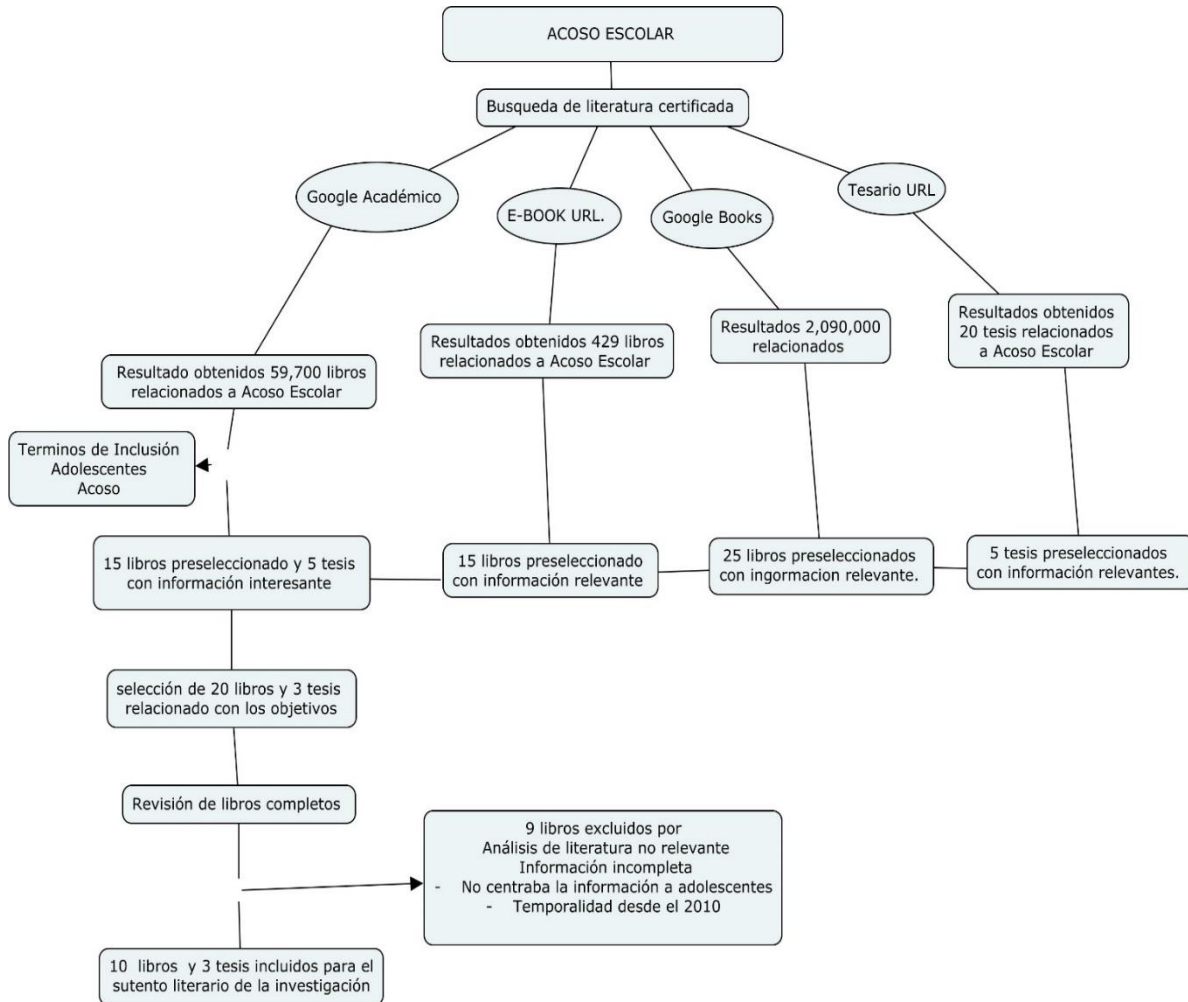 ACOSO ESCOLAR
Busqueda de literatura certificada
Google Académico
E-BOOK URL.
Google Books
Tesario URL
Resultado obtenidos 59,700 libros
relacionados a Acoso Escolar
Resultados obtenidos 429 libros
relacionados a Acoso Escolar
Resultados 2,090,000
relacionados
Resultados obtenidos
20 tesis relacionados
a Acoso Escolar
Terminos de Inclusión
Adolescentes
Acoso
15 libros preseleccionado y 5 tesis
con información interesante
15 libros preseleccionado
con información relevante
25 libros preseleccionados
con ingormacion relevante.
5 tesis preseleccionados
con información relevantes.
selección de 20 libros y 3 tesis
relacionado con los objetivos
Revisión de libros completos
9 libros excluidos por
Análisis de literatura no relevante
Información incompleta
- No centraba la información a adolescentes
- Temporalidad desde el 2010
10 libros y 3 tesis incluidos para el
sutento literario de la investigación